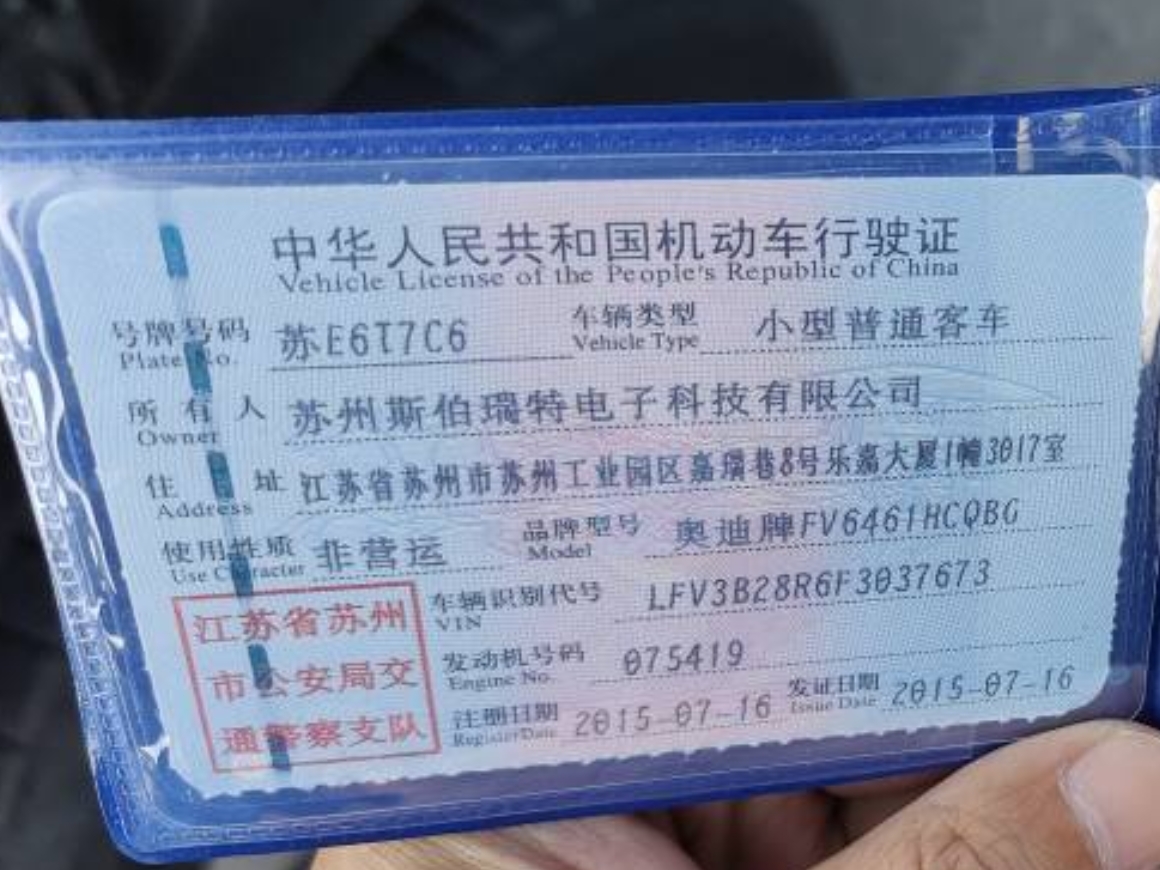 中华人民共和国机动车行驶证
Vehicle License of the People's Republic of China
号牌号码 苏E6T7C6 车辆类型 小型普通客车
Plate No. Vehicle Type
所有人 苏州斯伯瑞特电子科技有限公司
Owner
住址 江苏省苏州市苏州工业园区嘉瑞巷8号乐嘉大厦1幢3017室
Address
使用性质 非营运 品牌型号 奥迪牌FV6461HCQBG
Use Character Model
车辆识别代号 LFV3B28R6F3037673
VIN
发动机号码 075419
Engine No.
注册日期 2015-07-16 发证日期 2015-07-16
Register Date Issue Date
江苏省苏州
市公安局交
通警察支队